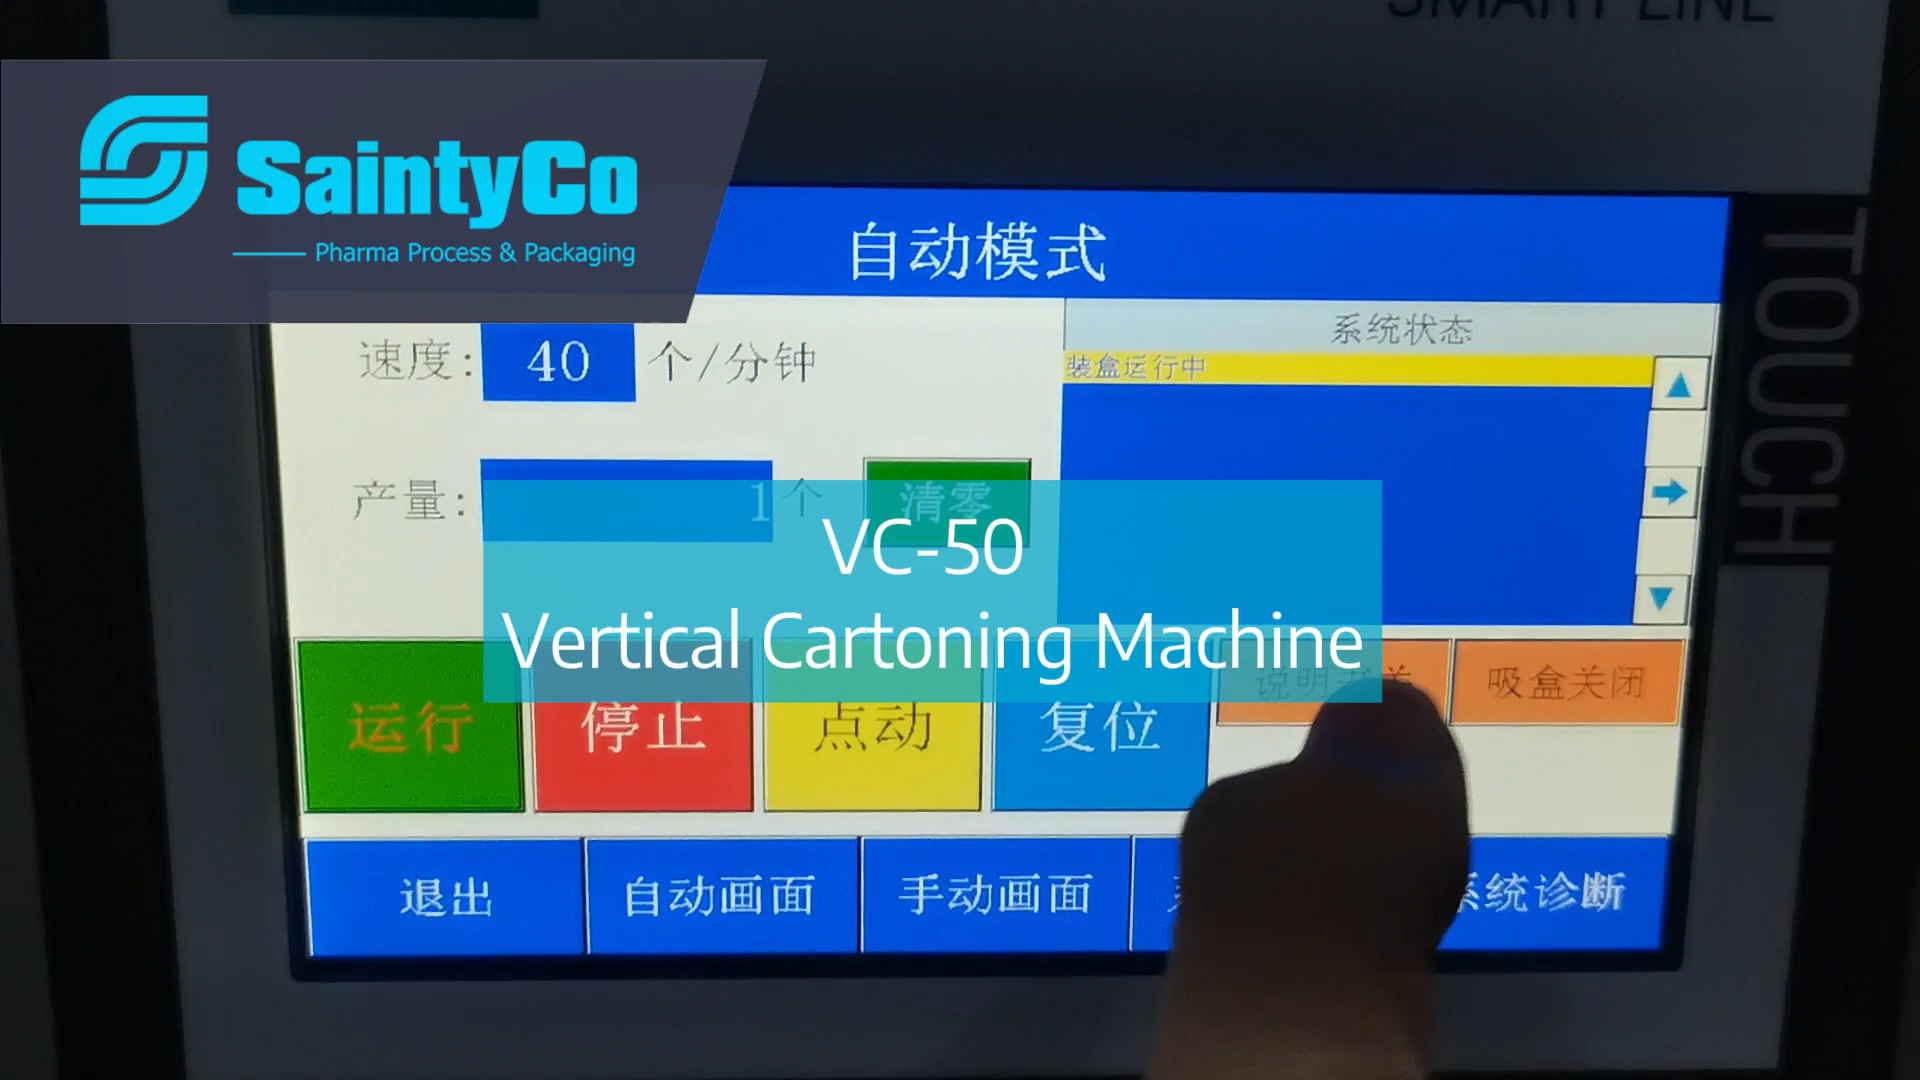 SMART LINE
SaintyCo
Pharma Process & Packaging
TOUCH
自动模式
速度: 40 个/分钟
系统状态
装盒运行中
产量: 1 个
清零
VC-50
Vertical Cartoning Machine
运行
停止
点动
复位
吸盒关闭
退出
自动画面
手动画面
系统诊断